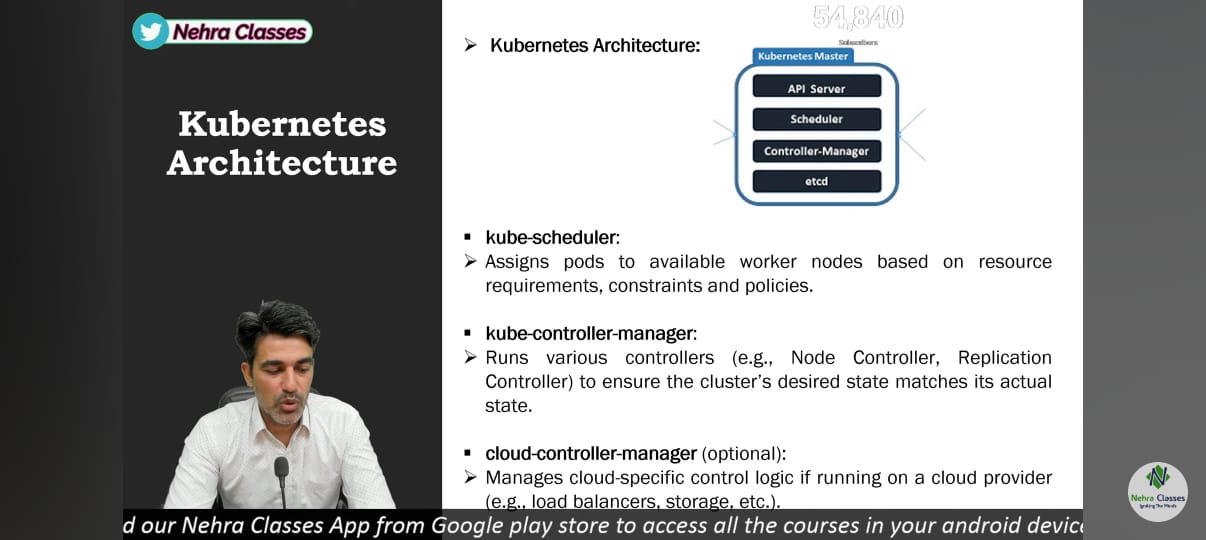 Nehra Classes
Kubernetes
Architecture
➢ Kubernetes Architecture:
54,840
Subscribers
Kubernetes Master
API Server
Scheduler
Controller-Manager
etcd
▪ kube-scheduler:
➢ Assigns pods to available worker nodes based on resource
requirements, constraints and policies.
▪ kube-controller-manager:
➢ Runs various controllers (e.g., Node Controller, Replication
Controller) to ensure the cluster’s desired state matches its actual
state.
▪ cloud-controller-manager (optional):
➢ Manages cloud-specific control logic if running on a cloud provider
(e.g., load balancers, storage, etc.).
d our Nehra Classes App from Google play store to access all the courses in your android device
Nehra Classes
Igniting The Minds